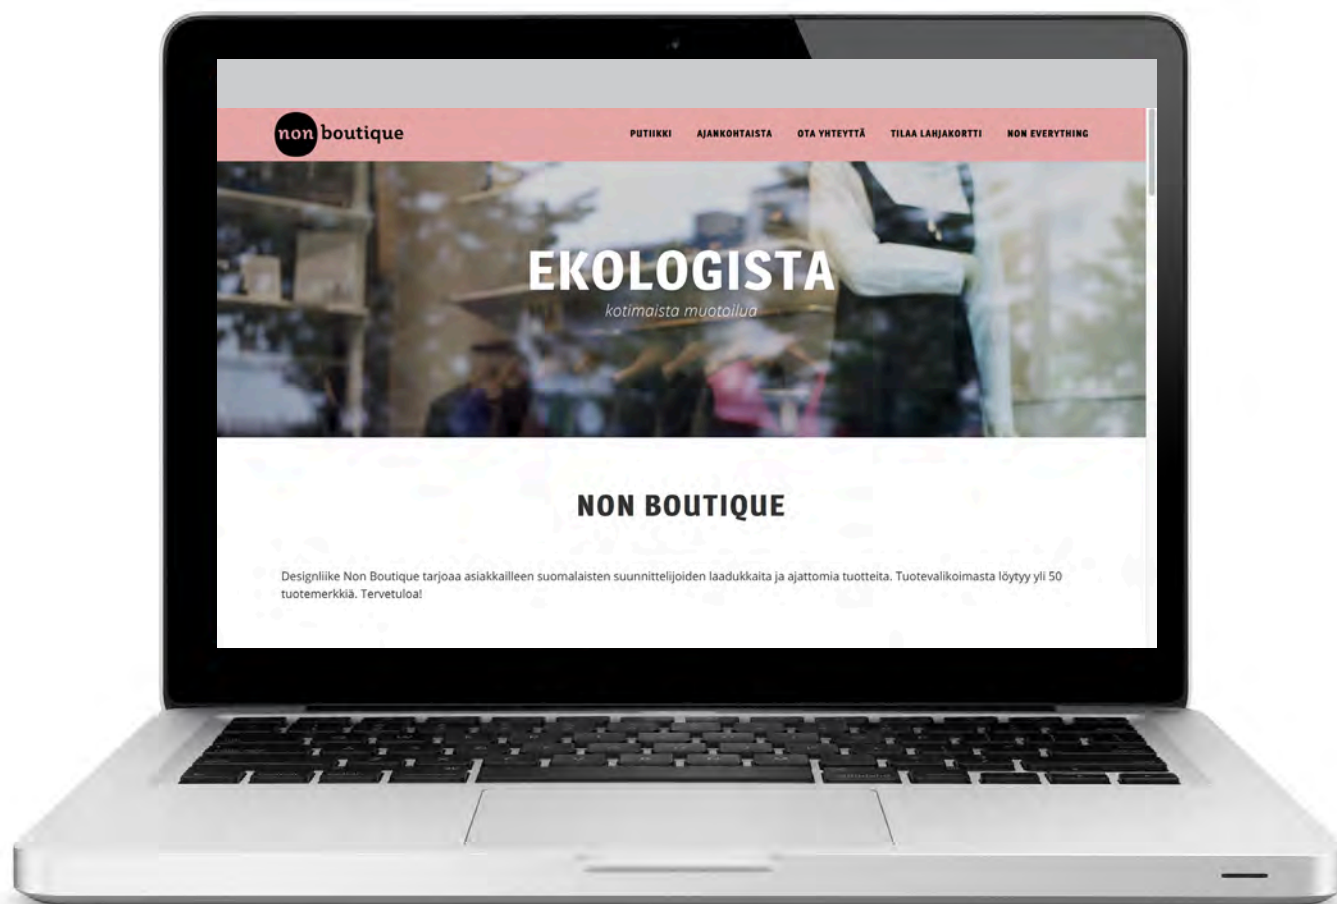 non boutique
PUTIIKKI AJANKOHTAISTA OTA YHTEYTTÄ TILAA LAHJAKORTTI NON EVERYTHING
EKOLOGISTA
kotimaista muotoilua
NON BOUTIQUE
Designliike Non Boutique tarjoaa asiakkailleen suomalaisten suunnittelijoiden laadukkaita ja ajattomia tuotteita. Tuotevalikoimasta löytyy yli 50
tuotemerkkiä. Tervetuloa!